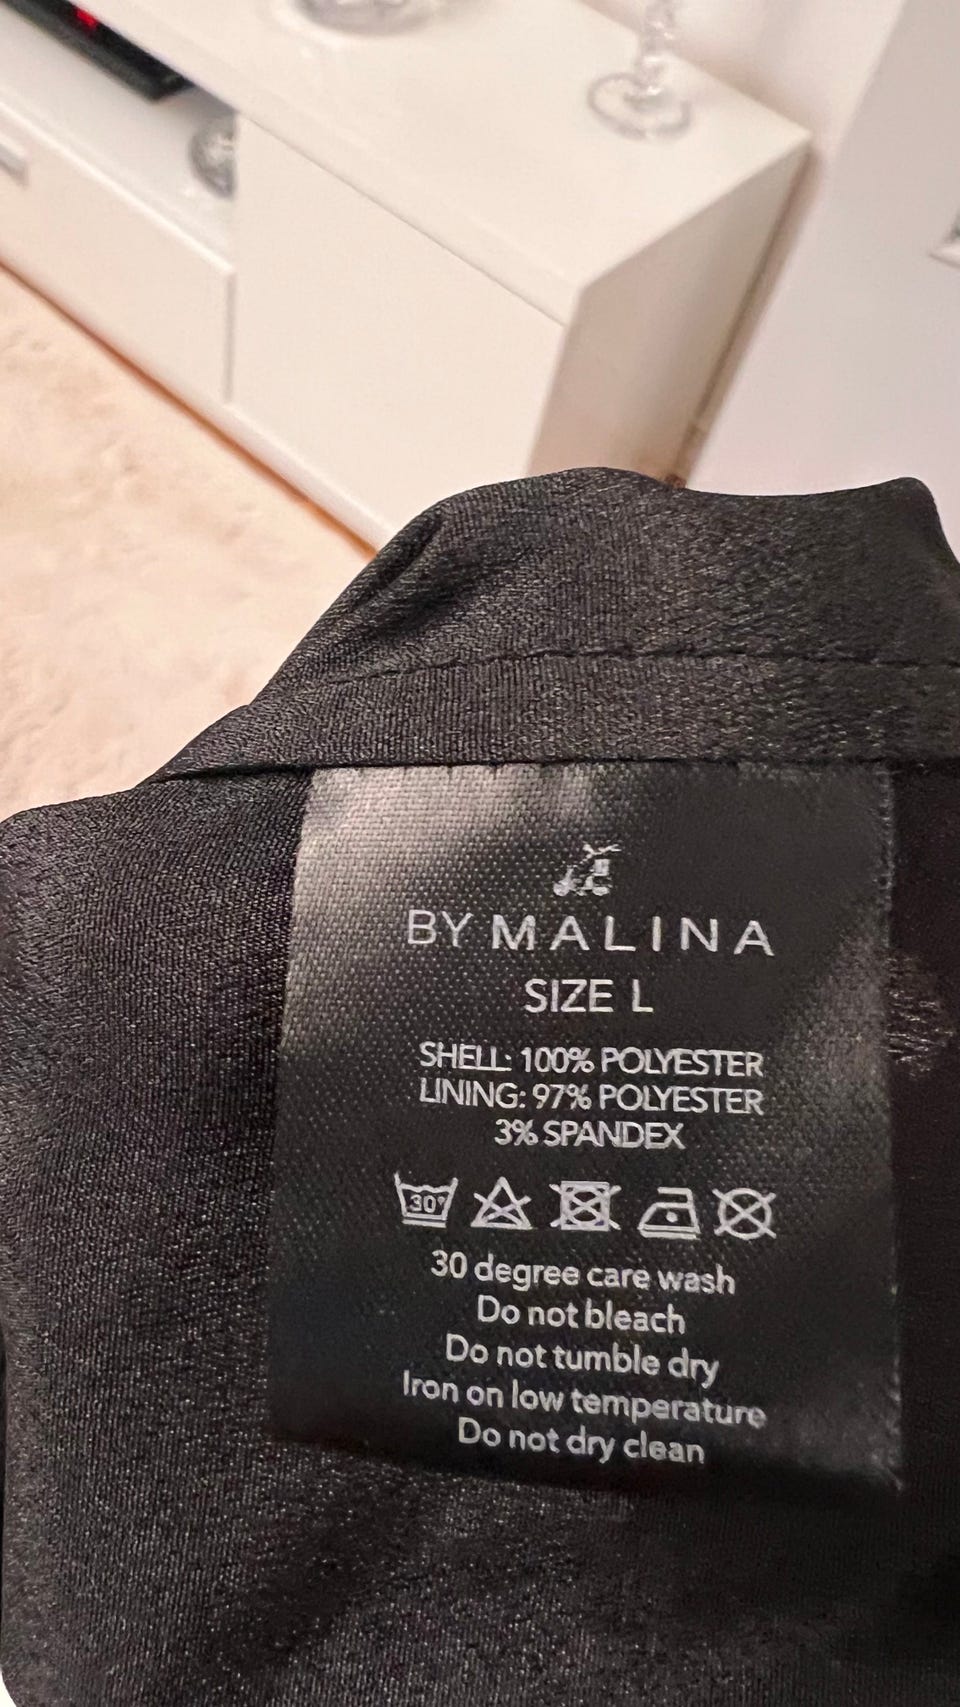 BY MALINA
SIZE L
SHELL: 100% POLYESTER
LINING: 97% POLYESTER
3% SPANDEX
30°
30 degree care wash
Do not bleach
Do not tumble dry
Iron on low temperature
Do not dry clean